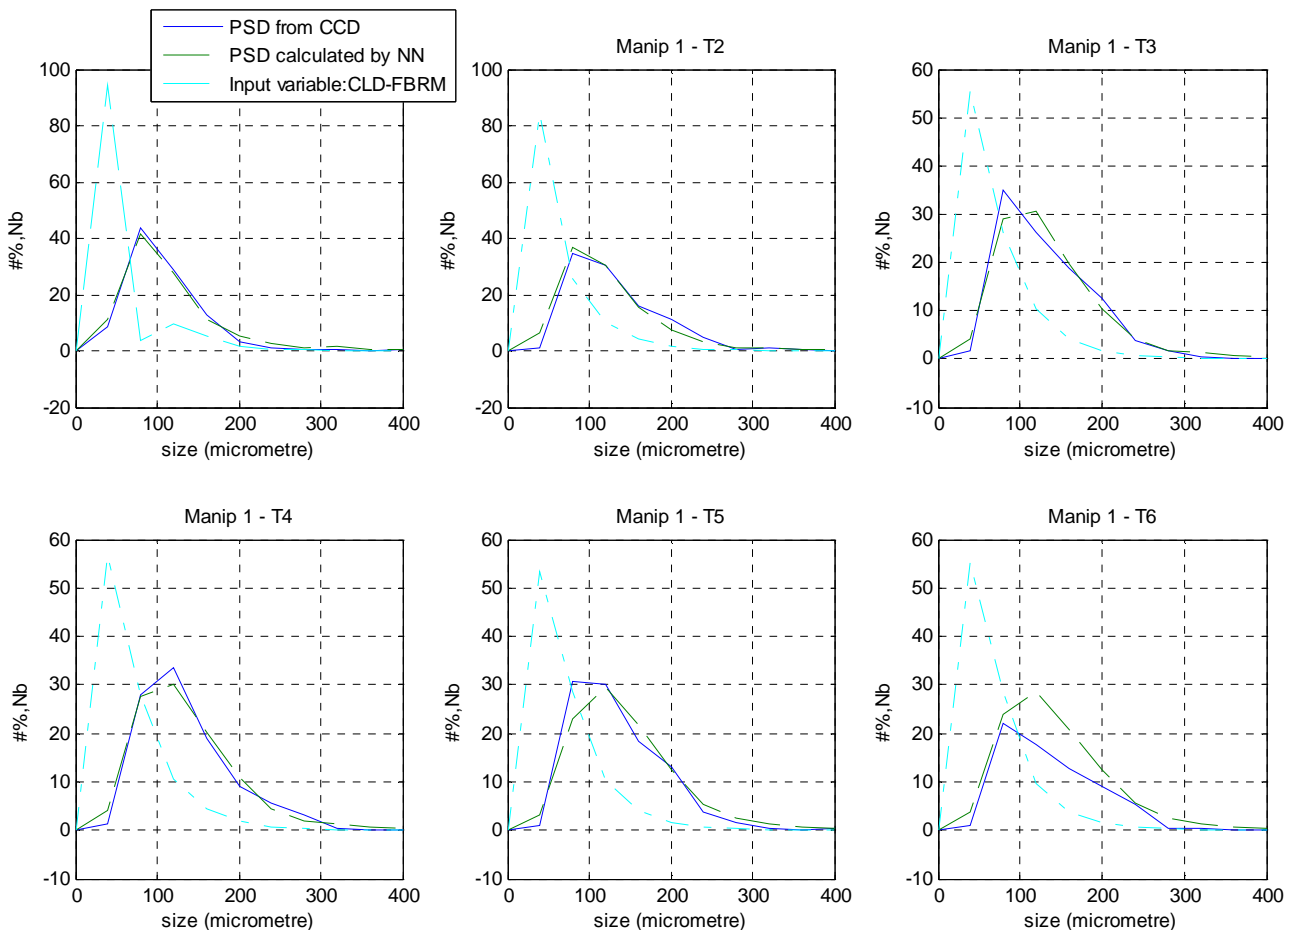 PSD from CCD
PSD calculated by NN
Input variable:CLD-FBRM
100
80
60
40
20
0
-20
0 100 200 300 400
#%,Nb
size (micrometre)
Manip 1 - T2
100
80
60
40
20
0
-20
0 100 200 300 400
#%,Nb
size (micrometre)
Manip 1 - T3
60
50
40
30
20
10
0
-10
0 100 200 300 400
#%,Nb
size (micrometre)
Manip 1 - T4
60
50
40
30
20
10
0
-10
0 100 200 300 400
#%,Nb
size (micrometre)
Manip 1 - T5
60
50
40
30
20
10
0
-10
0 100 200 300 400
#%,Nb
size (micrometre)
Manip 1 - T6
60
50
40
30
20
10
0
-10
0 100 200 300 400
#%,Nb
size (micrometre)